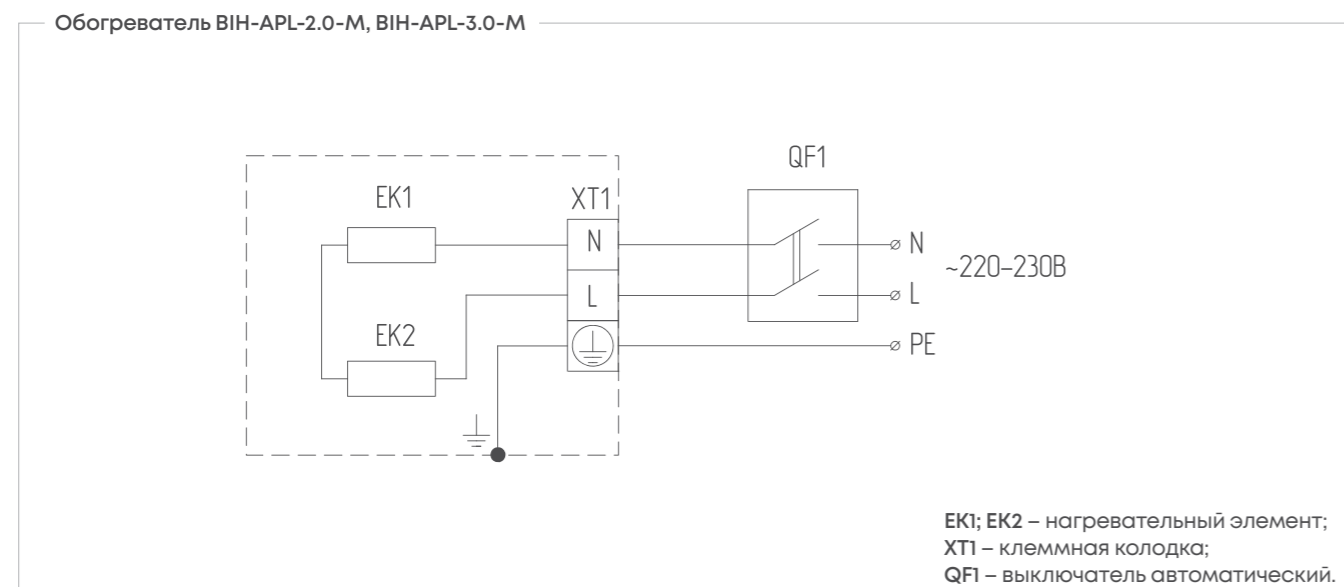 Обогреватель BIH-APL-2.0-M, BIH-APL-3.0-M
QF1
EK1
XT1
N
N
~220–230В
L
L
EK2
PE
EK1; EK2 – нагревательный элемент;
XT1 – клеммная колодка;
QF1 – выключатель автоматический.